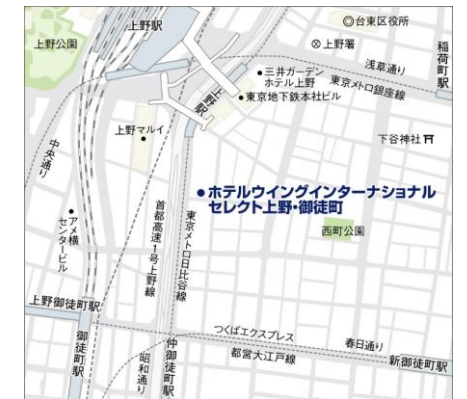 上野駅
◎台東区役所
上野公園
上野署
稲荷町駅
浅草通り
三井ガーデン
ホテル上野
東京メトロ銀座線
上野駅
東京地下鉄本社ビル
上野マルイ
下谷神社
中央通り
ホテルウイングインターナショナル
セレクト上野・御徒町
アメ横
センタービル
首都高速1号上野線
東京メトロ日比谷線
西町公園
上野御徒町駅
つくばエクスプレス
春日通り
都営大江戸線
新御徒町駅
御徒町駅
昭和通り
仲御徒町駅